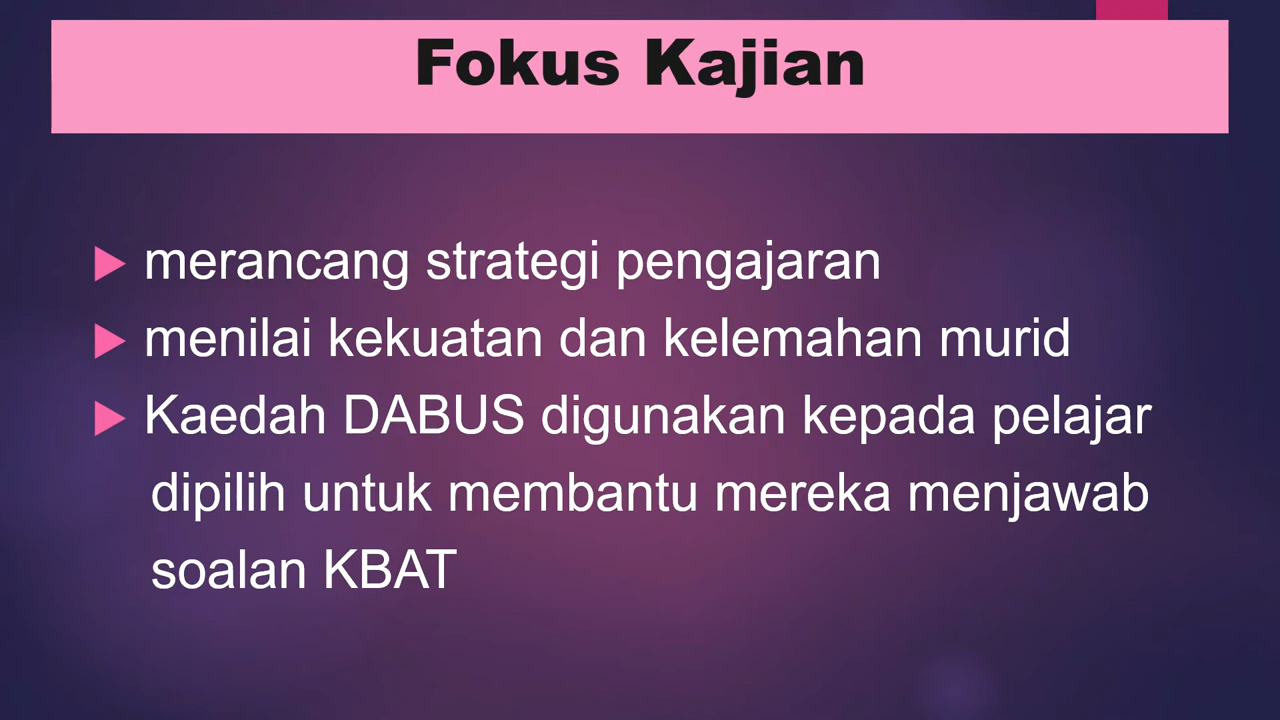 Fokus Kajian
merancang strategi pengajaran
menilai kekuatan dan kelemahan murid
Kaedah DABUS digunakan kepada pelajar
dipilih untuk membantu mereka menjawab
soalan KBAT